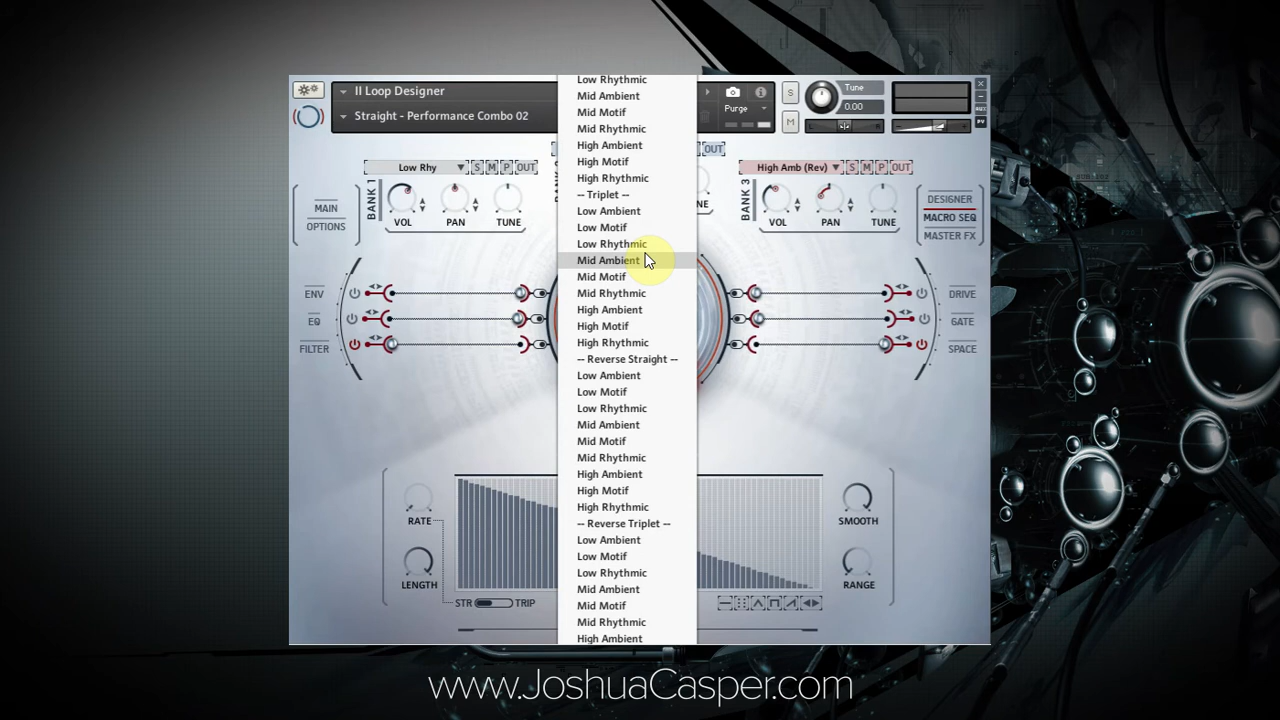 II Loop Designer
Straight - Performance Combo 02
Purge
S
M
Tune
0.00
L
R
AUX
PV
Low Rhythmic
Mid Ambient
Mid Motif
Mid Rhythmic
High Ambient
High Motif
High Rhythmic
-- Triplet --
Low Ambient
Low Motif
Low Rhythmic
Mid Ambient
Mid Motif
Mid Rhythmic
High Ambient
High Motif
High Rhythmic
-- Reverse Straight --
Low Ambient
Low Motif
Low Rhythmic
Mid Ambient
Mid Motif
Mid Rhythmic
High Ambient
High Motif
High Rhythmic
-- Reverse Triplet --
Low Ambient
Low Motif
Low Rhythmic
Mid Ambient
Mid Motif
Mid Rhythmic
High Ambient
OUT
BANK 1
Low Rhy S M P OUT
VOL PAN TUNE
BANK 3
High Amb (Rev) S M P OUT
VOL PAN TUNE
MAIN
OPTIONS
DESIGNER
MACRO SEQ
MASTER FX
ENV
EQ
FILTER
DRIVE
GATE
SPACE
RATE
LENGTH
STR TRIP
SMOOTH
RANGE
www.JoshuaCasper.com